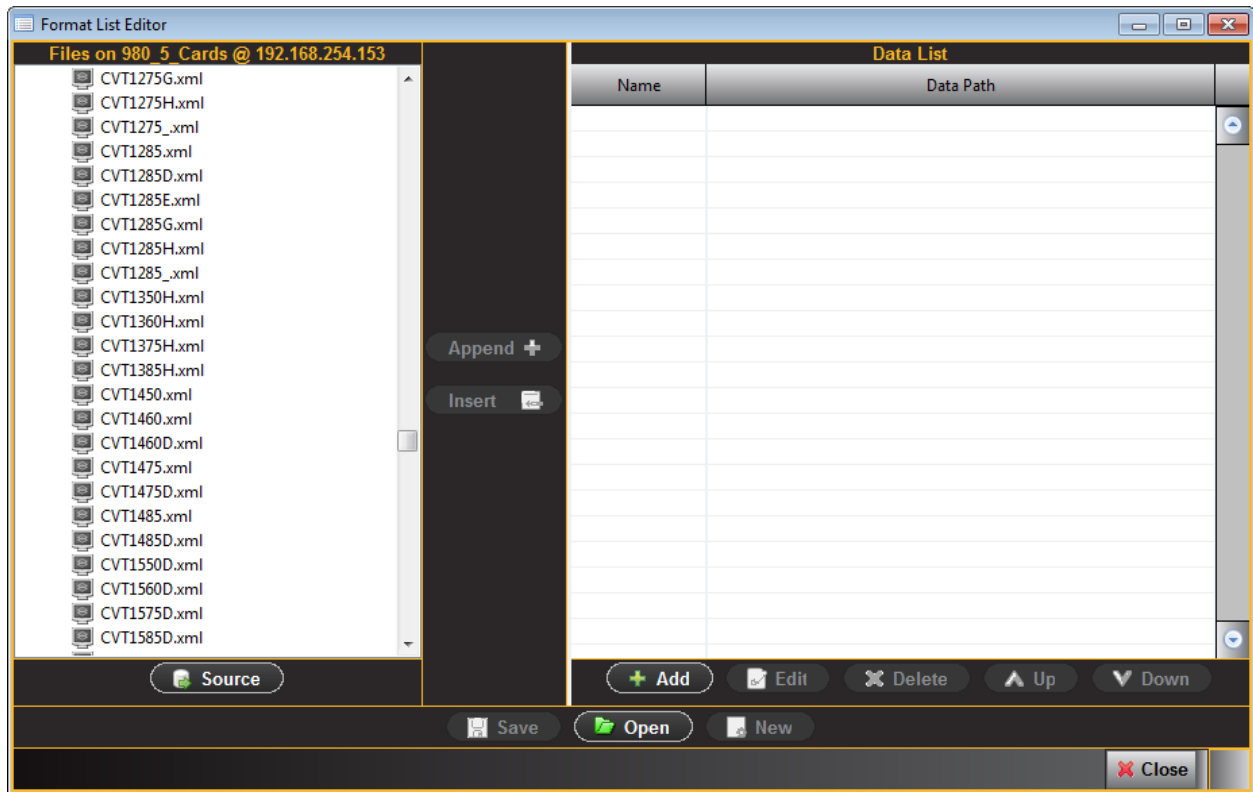 Format List Editor
Files on 980_5_Cards @ 192.168.254.153
Data List
Name
Data Path
CVT1275G.xml
CVT1275H.xml
CVT1275_.xml
CVT1285.xml
CVT1285D.xml
CVT1285E.xml
CVT1285G.xml
CVT1285H.xml
CVT1285_.xml
CVT1350H.xml
CVT1360H.xml
CVT1375H.xml
CVT1385H.xml
CVT1450.xml
CVT1460.xml
CVT1460D.xml
CVT1475.xml
CVT1475D.xml
CVT1485.xml
CVT1485D.xml
CVT1550D.xml
CVT1560D.xml
CVT1575D.xml
CVT1585D.xml
Append
Insert
Source
Add
Edit
Delete
Up
Down
Save
Open
New
Close